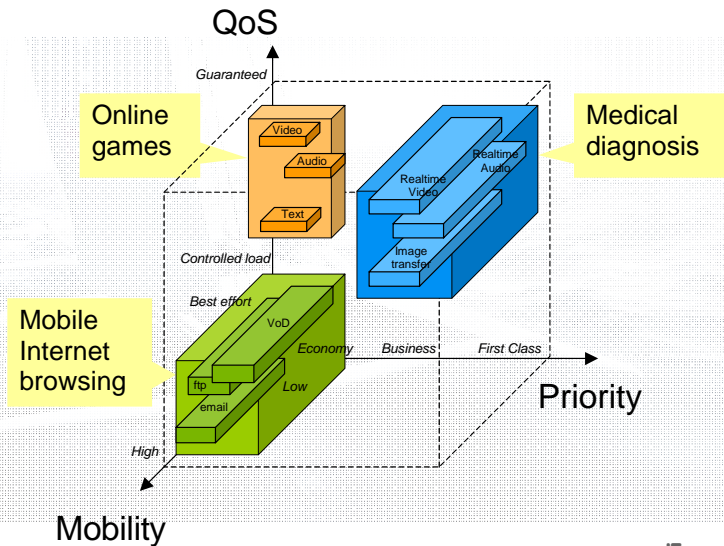 QoS
Guaranteed
Online
games
Medical
diagnosis
Video
Audio
Text
Realtime
Video
Realtime
Audio
Image
transfer
Controlled load
Best effort
Mobile
Internet
browsing
VoD
ftp
email
Economy
Business
First Class
Low
Priority
High
Mobility